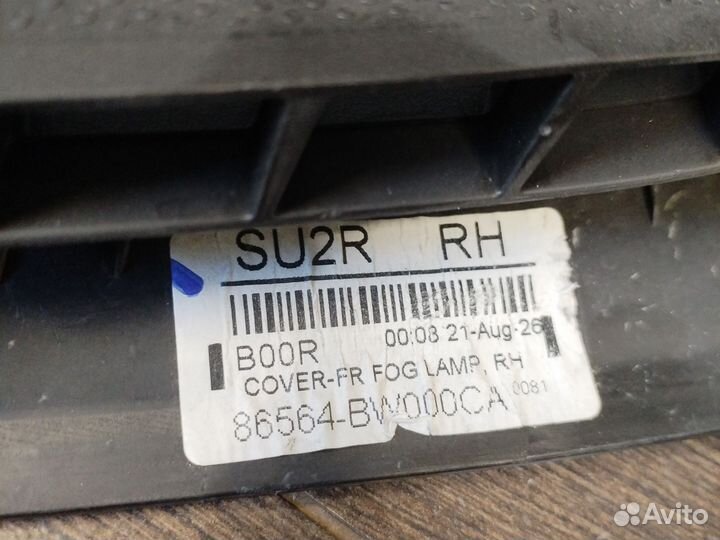 SU2R RH
B00R 00:08 21-Aug-26
COVER-FR FOG LAMP, RH
86564-BW000CA 0081
Avito